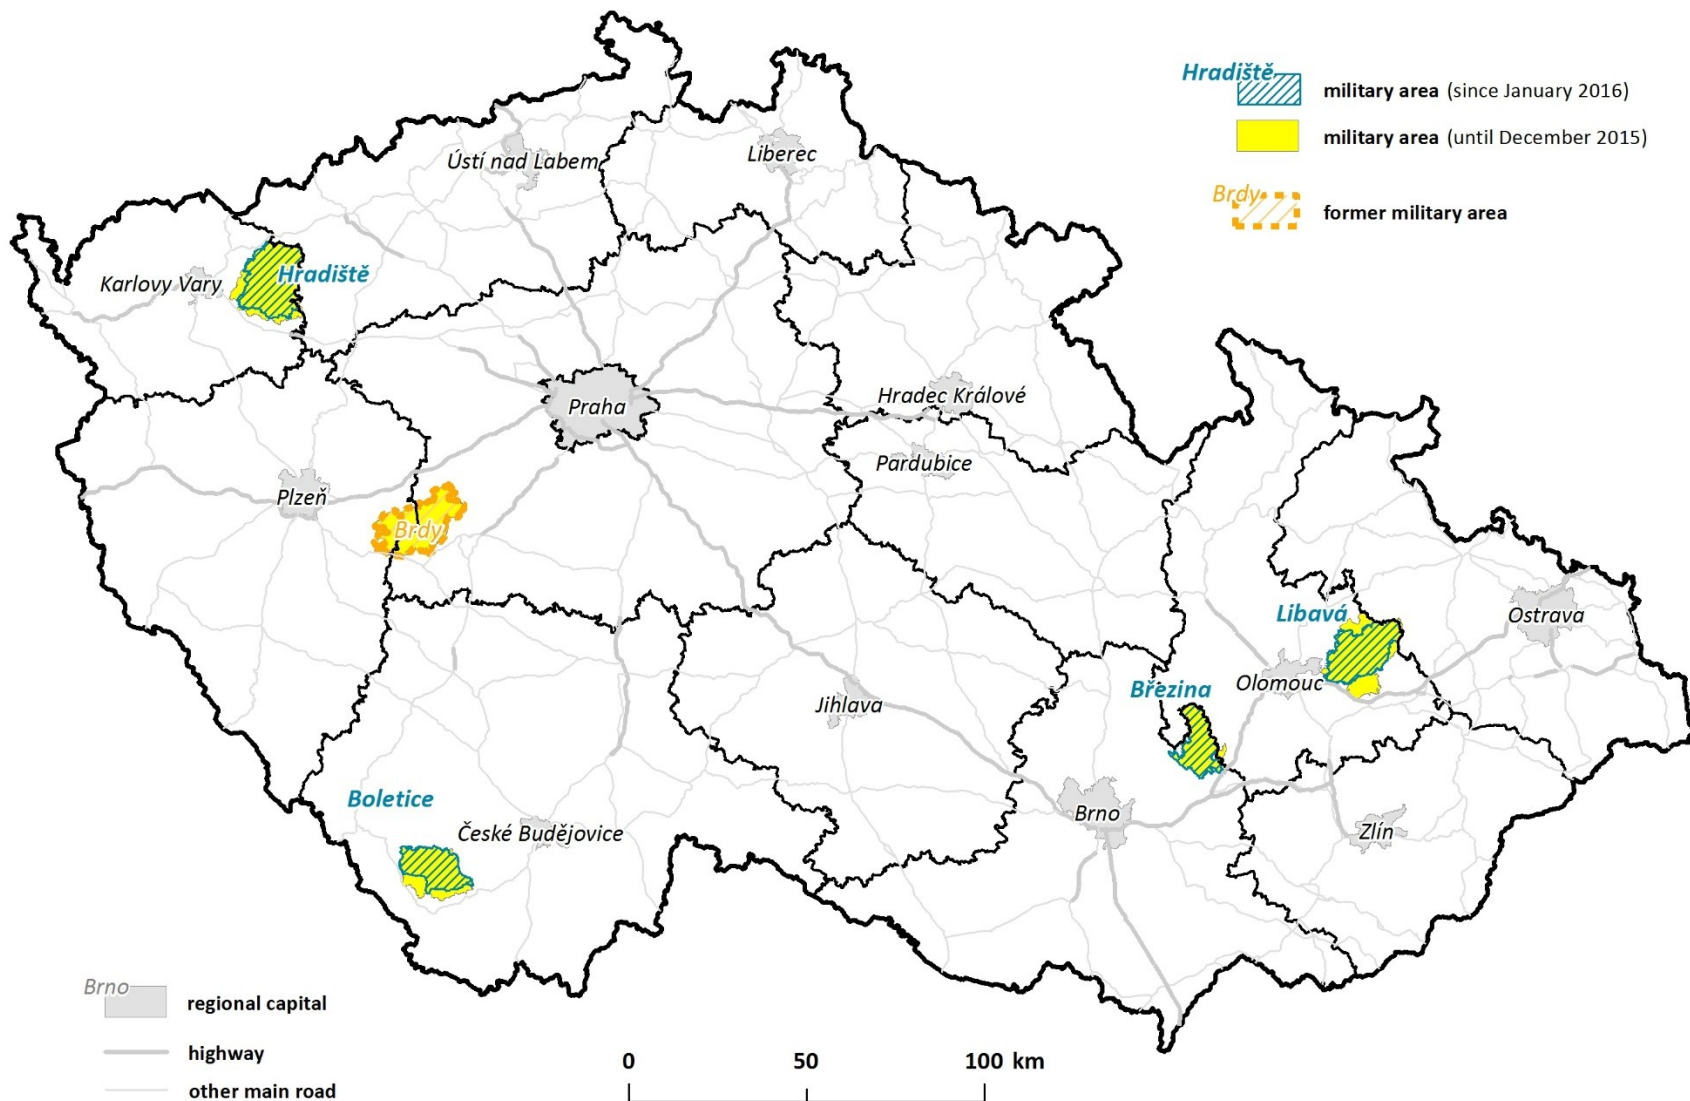 Hradiště
military area (since January 2016)
military area (until December 2015)
Brdy
former military area
Ústí nad Labem
Liberec
Karlovy Vary
Hradiště
Praha
Hradec Králové
Pardubice
Plzeň
Brdy
Libavá
Ostrava
Olomouc
Březina
Jihlava
Boletice
České Budějovice
Brno
Zlín
Brno
regional capital
highway
other main road
0 50 100 km